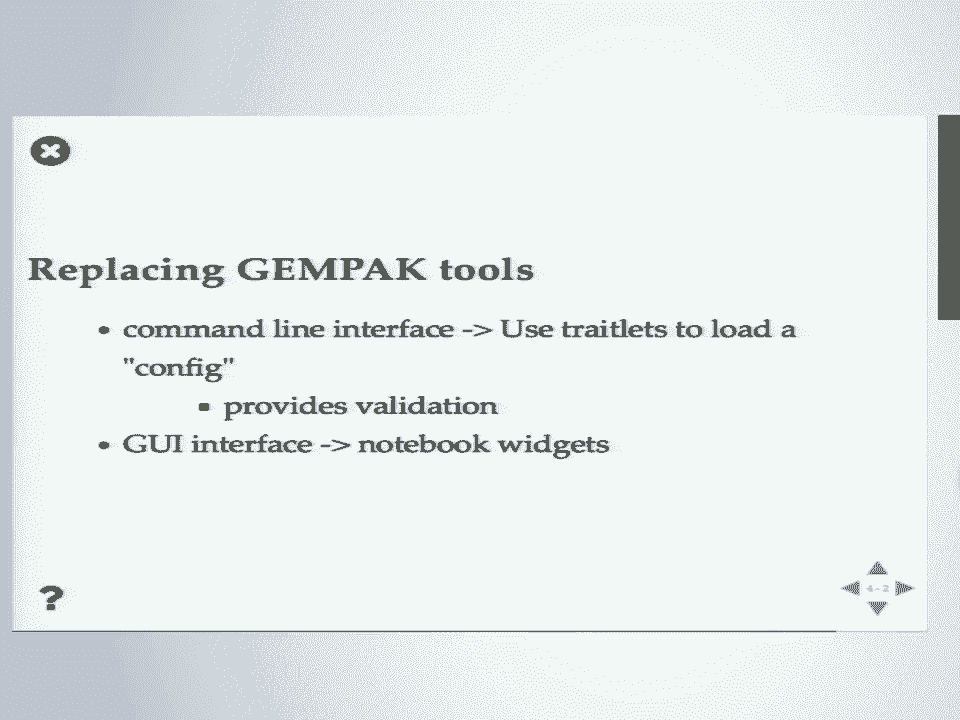 Replacing GEMPAK tools
• command line interface -> Use traitlets to load a
"config"
▪ provides validation
• GUI interface -> notebook widgets
?
4-2